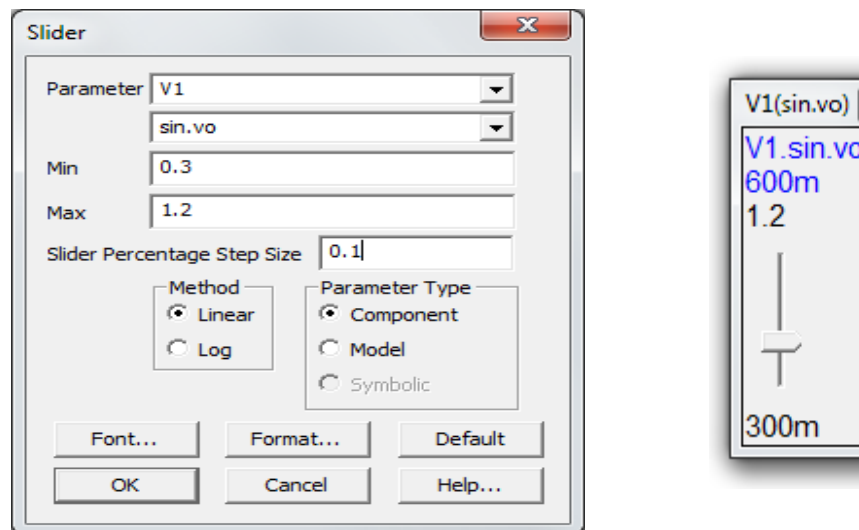 Slider
Parameter V1
sin.vo
Min 0.3
Max 1.2
Slider Percentage Step Size 0.1
Method Parameter Type
Linear Component
Log Model
Symbolic
Font... Format... Default
OK Cancel Help...
V1(sin.vo)
V1.sin.vo
600m
1.2
300m